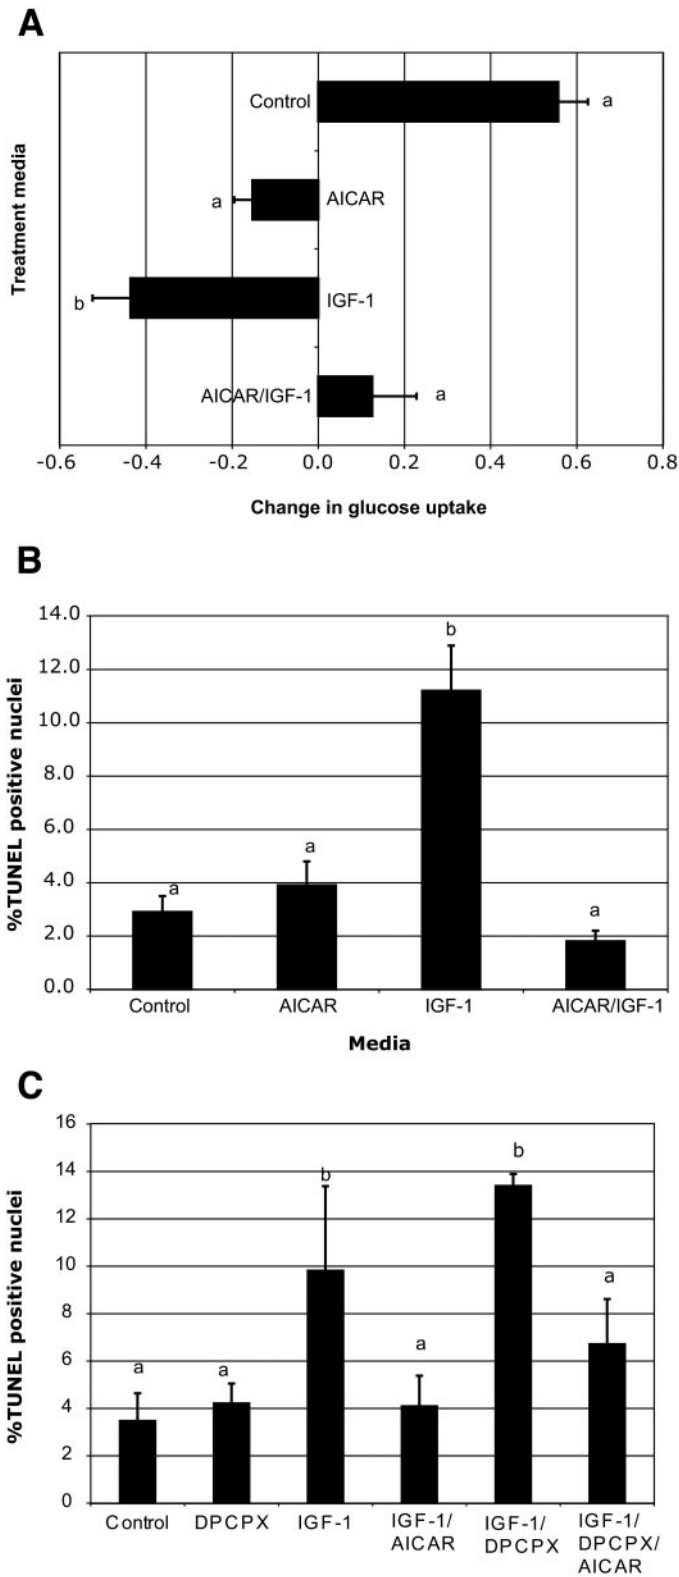 A
Treatment media
Control
a
a
AICAR
b
IGF-1
AICAR/IGF-1
a
-0.6 -0.4 -0.2 0.0 0.2 0.4 0.6 0.8
Change in glucose uptake
B
%TUNEL positive nuclei
14.0
12.0
10.0
8.0
6.0
4.0
2.0
0.0
a
a
b
a
Control AICAR IGF-1 AICAR/IGF-1
Media
C
%TUNEL positive nuclei
16
14
12
10
8
6
4
2
0
a
a
b
a
b
a
Control
DPCPX
IGF-1
IGF-1/
AICAR
IGF-1/
DPCPX
IGF-1/
DPCPX/
AICAR